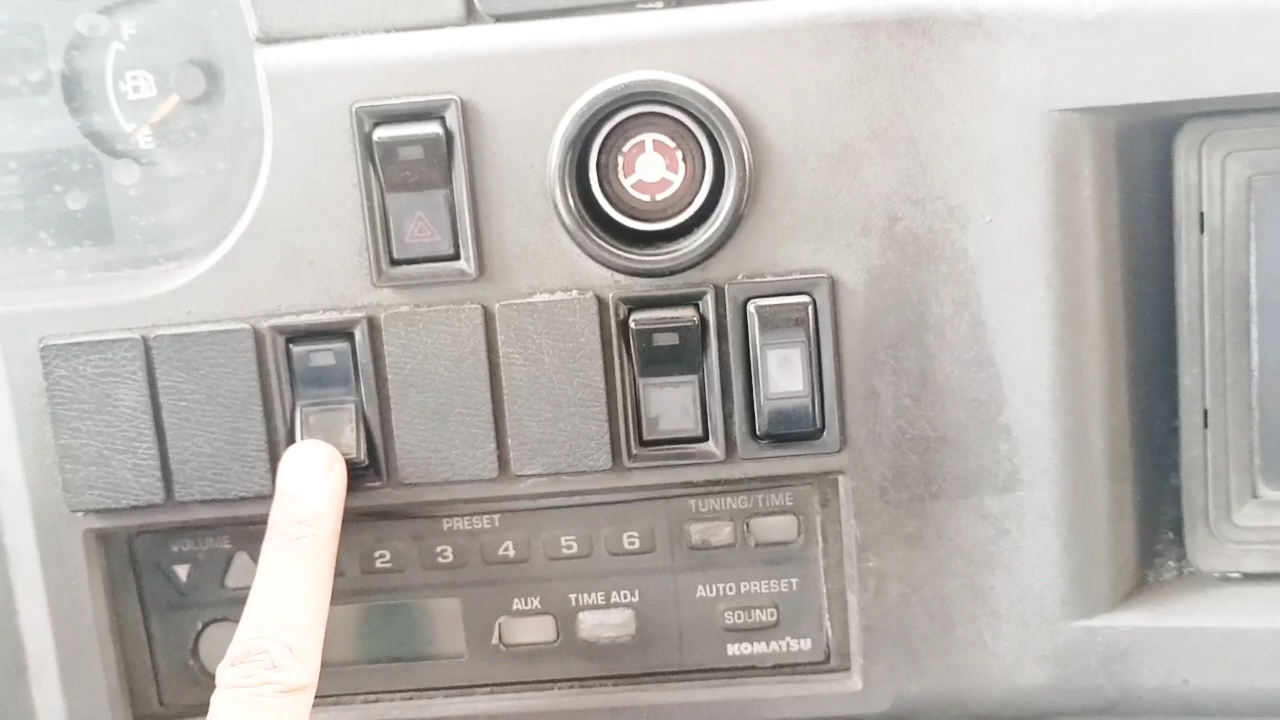 F
E
PRESET
TUNING/TIME
VOLUME
2 3 4 5 6
AUX TIME ADJ
AUTO PRESET
SOUND
KOMATSU